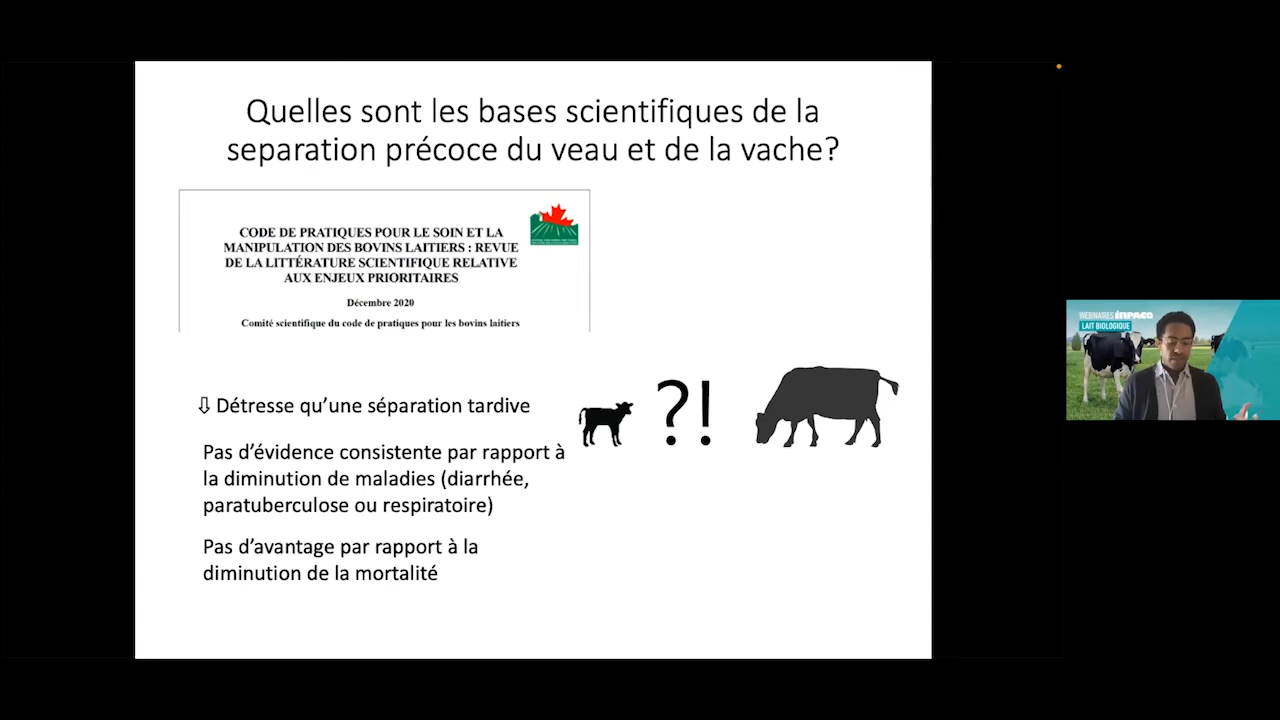 Quelles sont les bases scientifiques de la
separation précoce du veau et de la vache?
CODE DE PRATIQUES POUR LE SOIN ET LA
MANIPULATION DES BOVINS LAITIERS : REVUE
DE LA LITTÉRATURE SCIENTIFIQUE RELATIVE
AUX ENJEUX PRIORITAIRES
Décembre 2020
Comité scientifique du code de pratiques pour les bovins laitiers
⇩ Détresse qu'une séparation tardive
Pas d'évidence consistente par rapport à
la diminution de maladies (diarrhée,
paratuberculose ou respiratoire)
Pas d'avantage par rapport à la
diminution de la mortalité
?!
WEBINAIRES INPACQ
LAIT BIOLOGIQUE